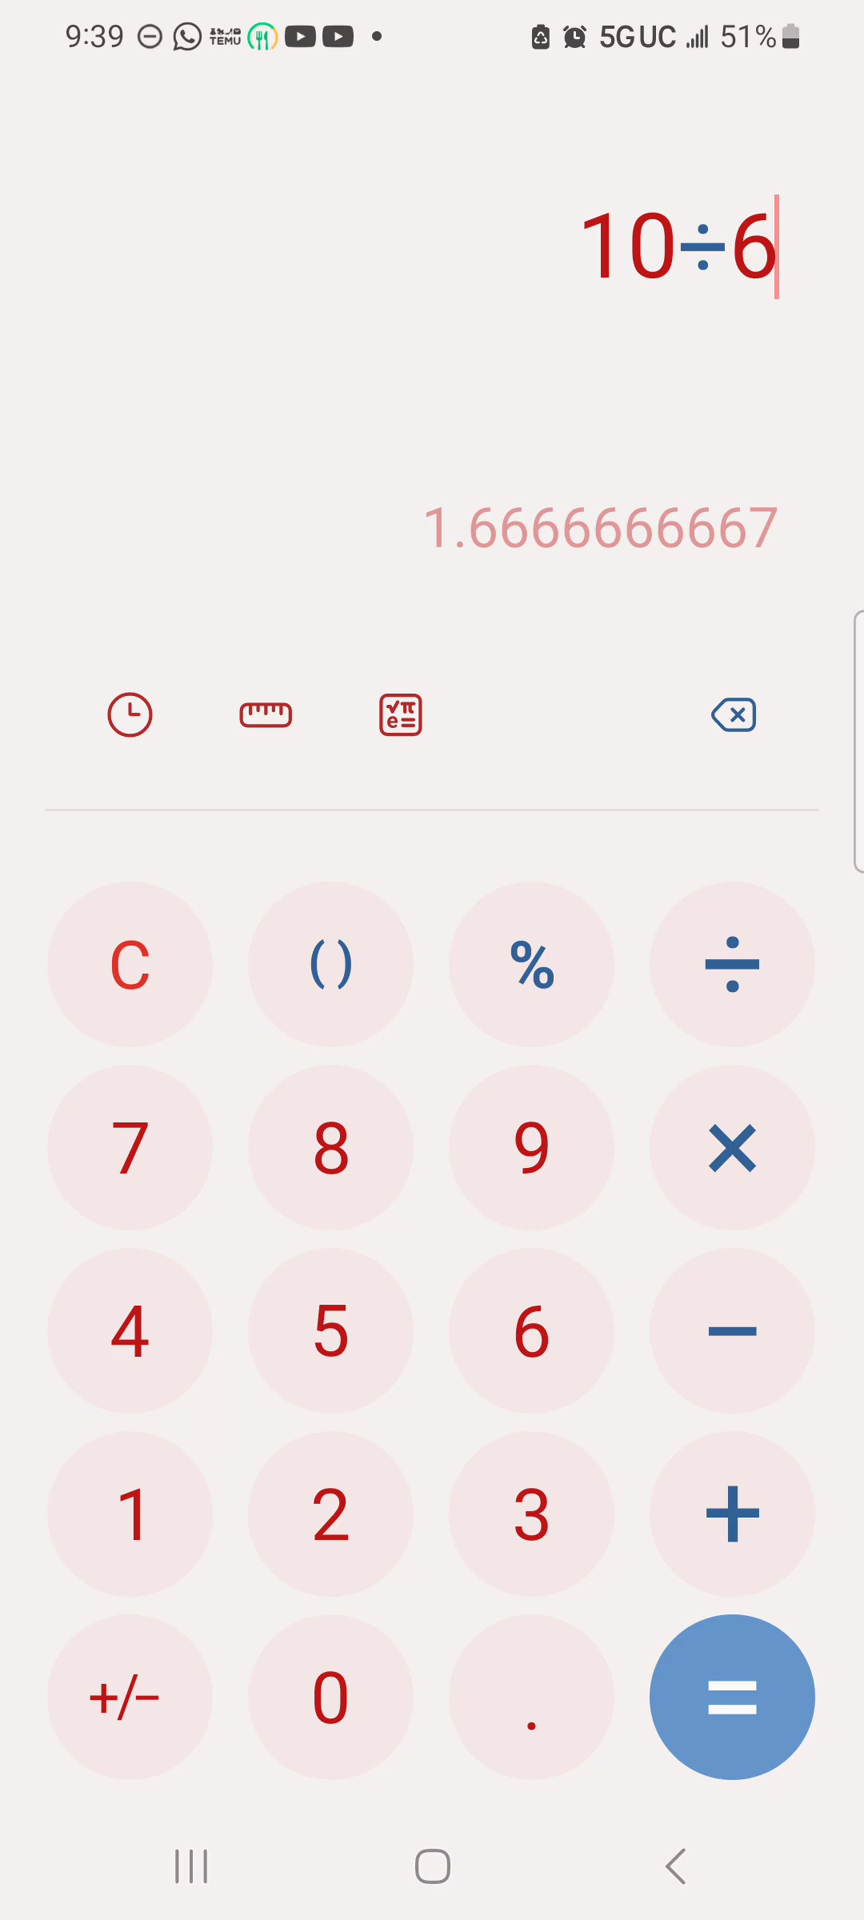 9:39 TEMU 5G UC 51%
10÷6
1.6666666667
√π
e=
C () % ÷
7 8 9 ×
4 5 6 −
1 2 3 +
+/− 0 . =